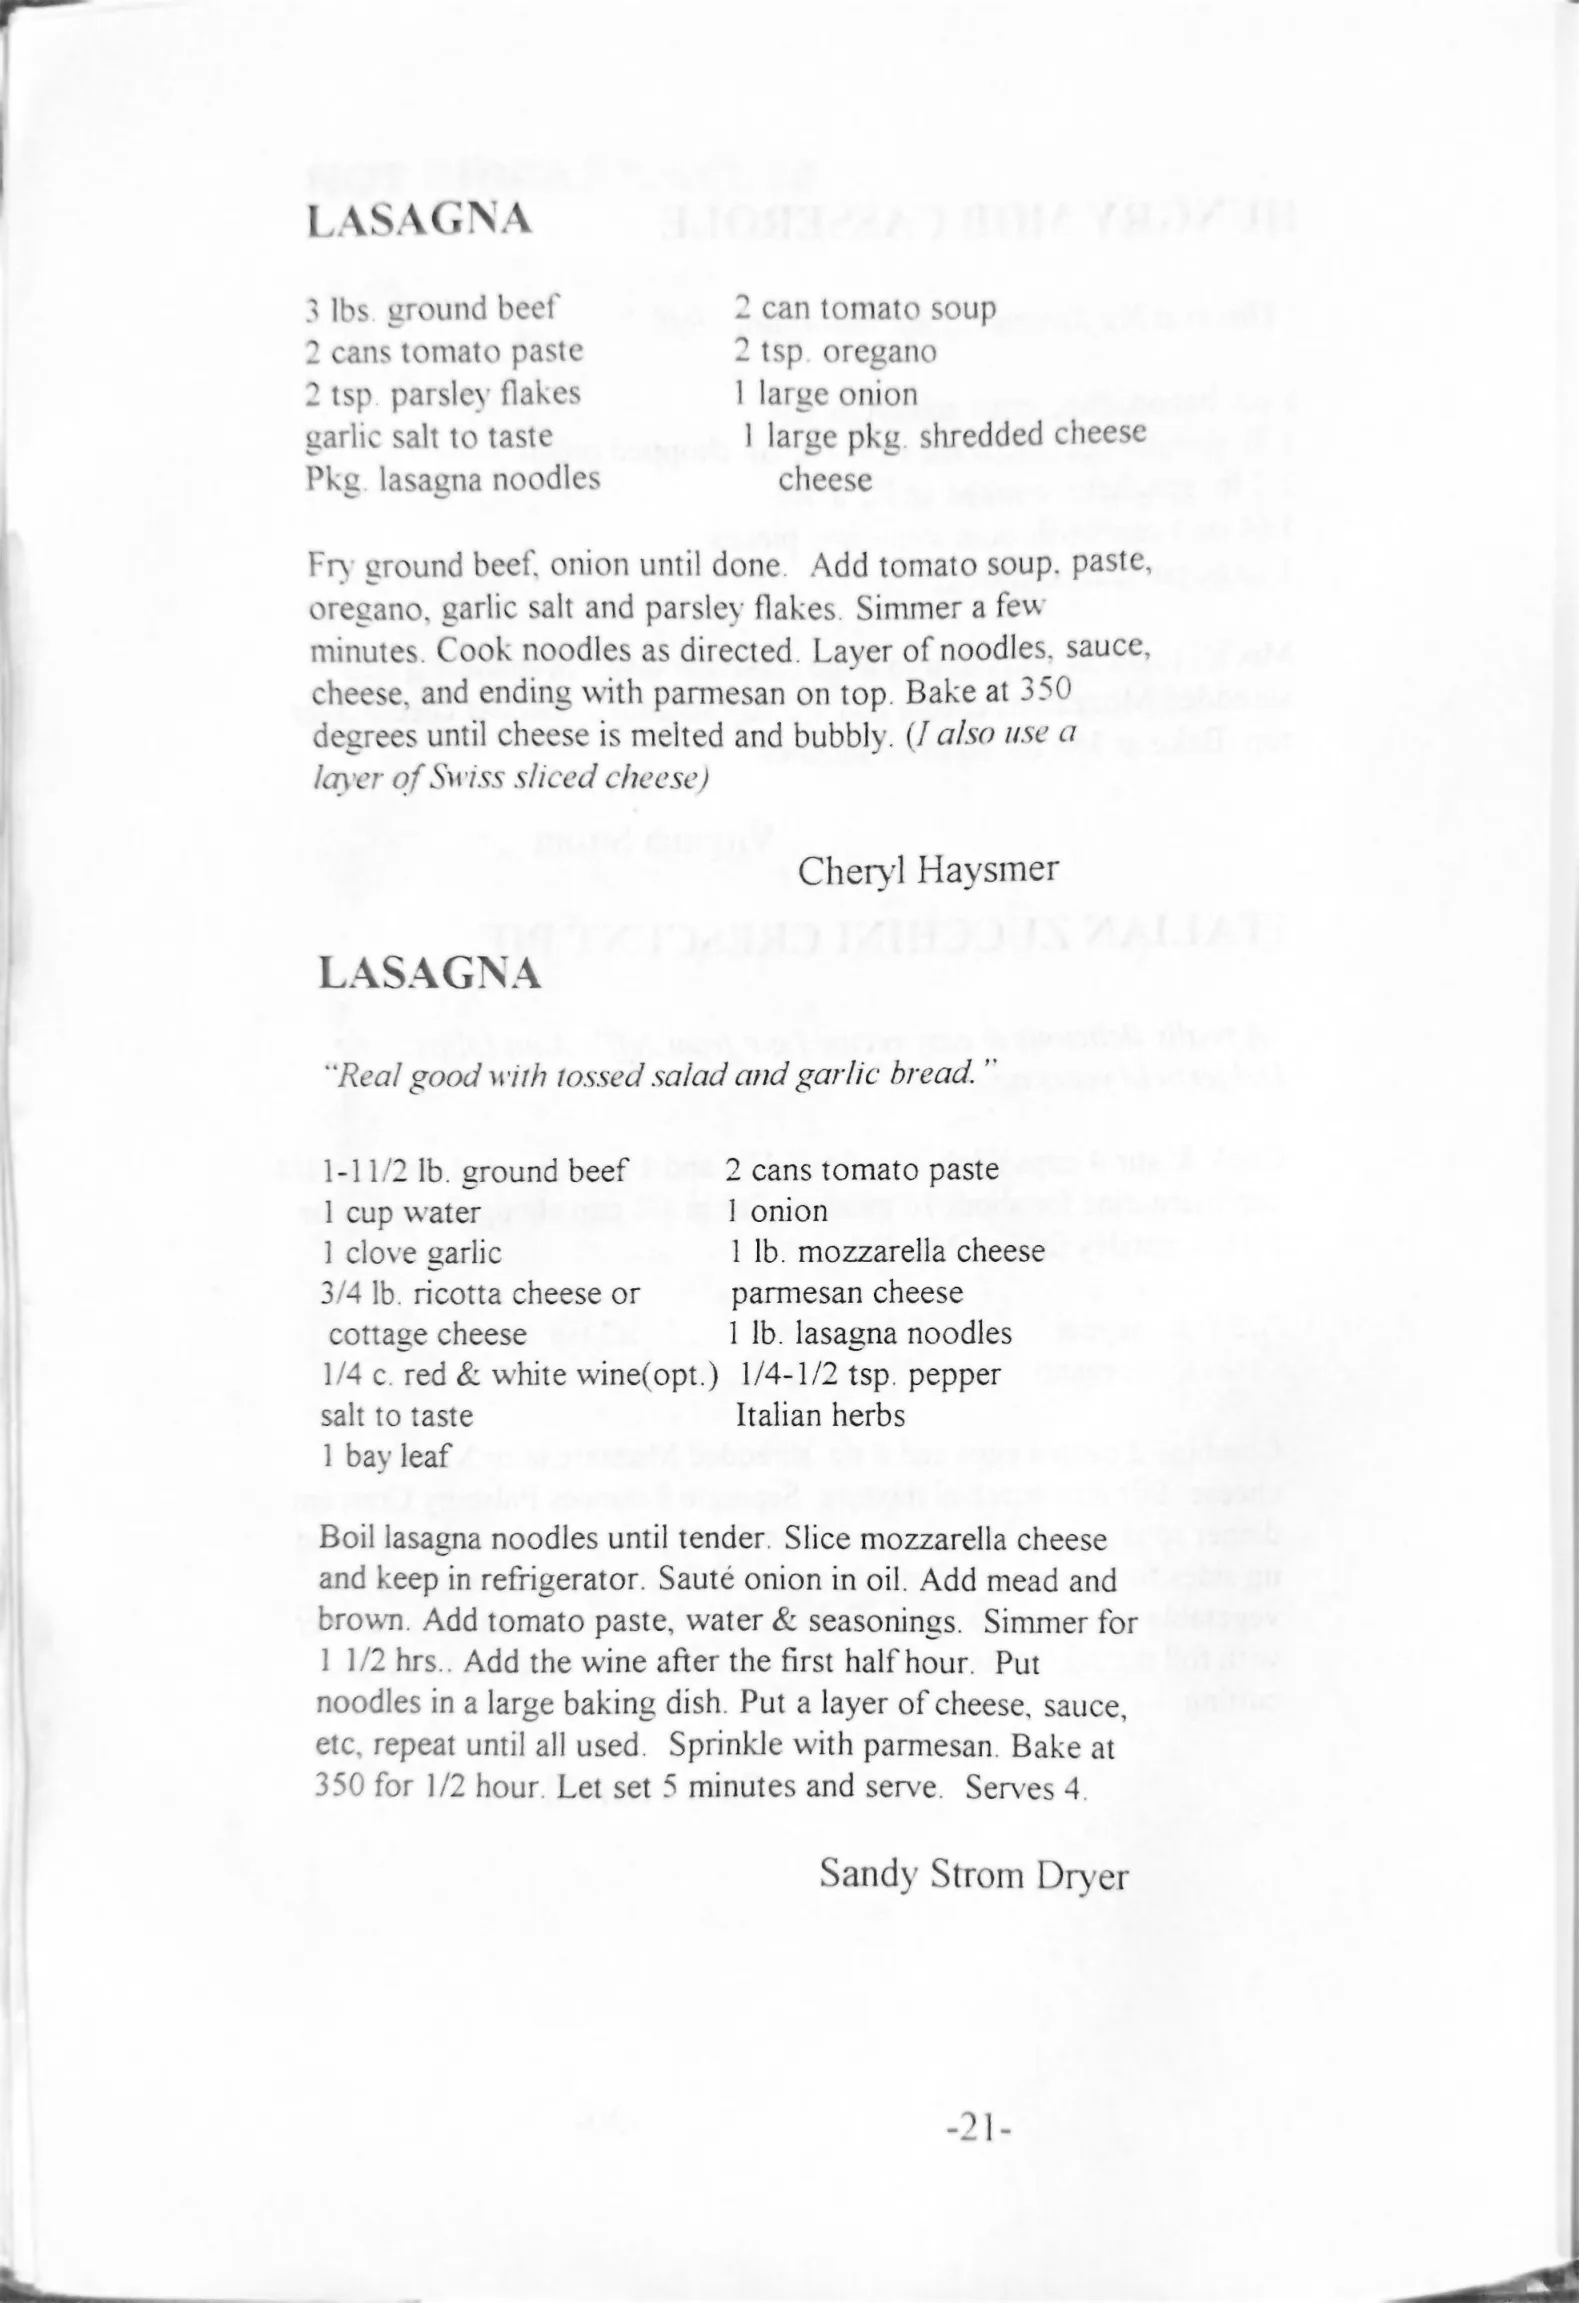 LASAGNA
3 lbs. ground beef 2 can tomato soup
2 cans tomato paste 2 tsp. oregano
2 tsp. parsley flakes 1 large onion
garlic salt to taste 1 large pkg. shredded cheese
Pkg. lasagna noodles cheese
Fry ground beef, onion until done. Add tomato soup, paste,
oregano, garlic salt and parsley flakes. Simmer a few
minutes. Cook noodles as directed. Layer of noodles, sauce,
cheese, and ending with parmesan on top. Bake at 350
degrees until cheese is melted and bubbly. (I also use a
layer of Swiss sliced cheese)
Cheryl Haysmer
LASAGNA
"Real good with tossed salad and garlic bread."
1-1 1/2 lb. ground beef 2 cans tomato paste
1 cup water 1 onion
1 clove garlic 1 lb. mozzarella cheese
3/4 lb. ricotta cheese or parmesan cheese
cottage cheese 1 lb. lasagna noodles
1/4 c. red & white wine(opt.) 1/4-1/2 tsp. pepper
salt to taste Italian herbs
1 bay leaf
Boil lasagna noodles until tender. Slice mozzarella cheese
and keep in refrigerator. Sauté onion in oil. Add mead and
brown. Add tomato paste, water & seasonings. Simmer for
1 1/2 hrs.. Add the wine after the first half hour. Put
noodles in a large baking dish. Put a layer of cheese, sauce,
etc, repeat until all used. Sprinkle with parmesan. Bake at
350 for 1/2 hour. Let set 5 minutes and serve. Serves 4.
Sandy Strom Dryer
-21-